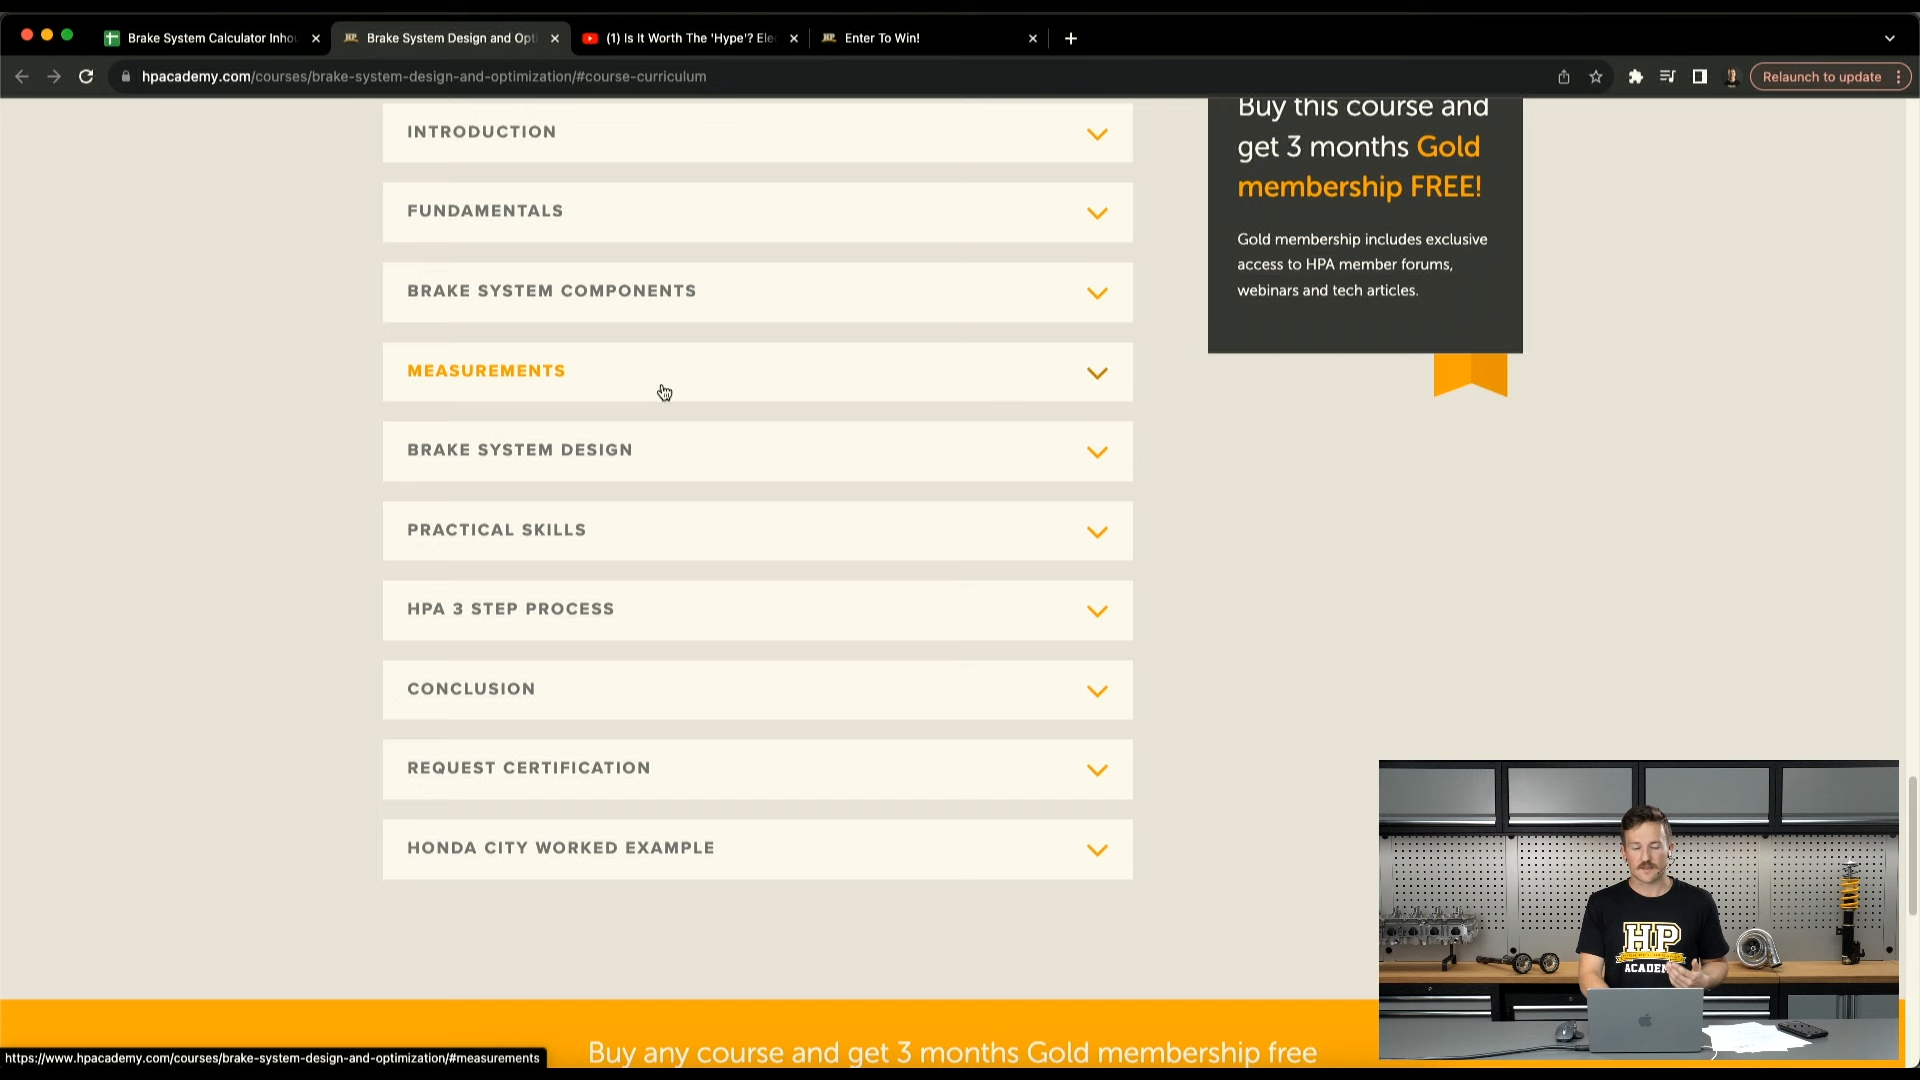 Brake System Calculator Inho
Brake System Design and Opt
(1) Is It Worth The 'Hype'? Ele
Enter To Win!
hpacademy.com/courses/brake-system-design-and-optimization/#course-curriculum
Relaunch to update
INTRODUCTION
FUNDAMENTALS
BRAKE SYSTEM COMPONENTS
MEASUREMENTS
BRAKE SYSTEM DESIGN
PRACTICAL SKILLS
HPA 3 STEP PROCESS
CONCLUSION
REQUEST CERTIFICATION
HONDA CITY WORKED EXAMPLE
Buy this course and
get 3 months Gold
membership FREE!
Gold membership includes exclusive
access to HPA member forums,
webinars and tech articles.
HP
ACADEM
Buy any course and get 3 months Gold membership free
https://www.hpacademy.com/courses/brake-system-design-and-optimization/#measurements